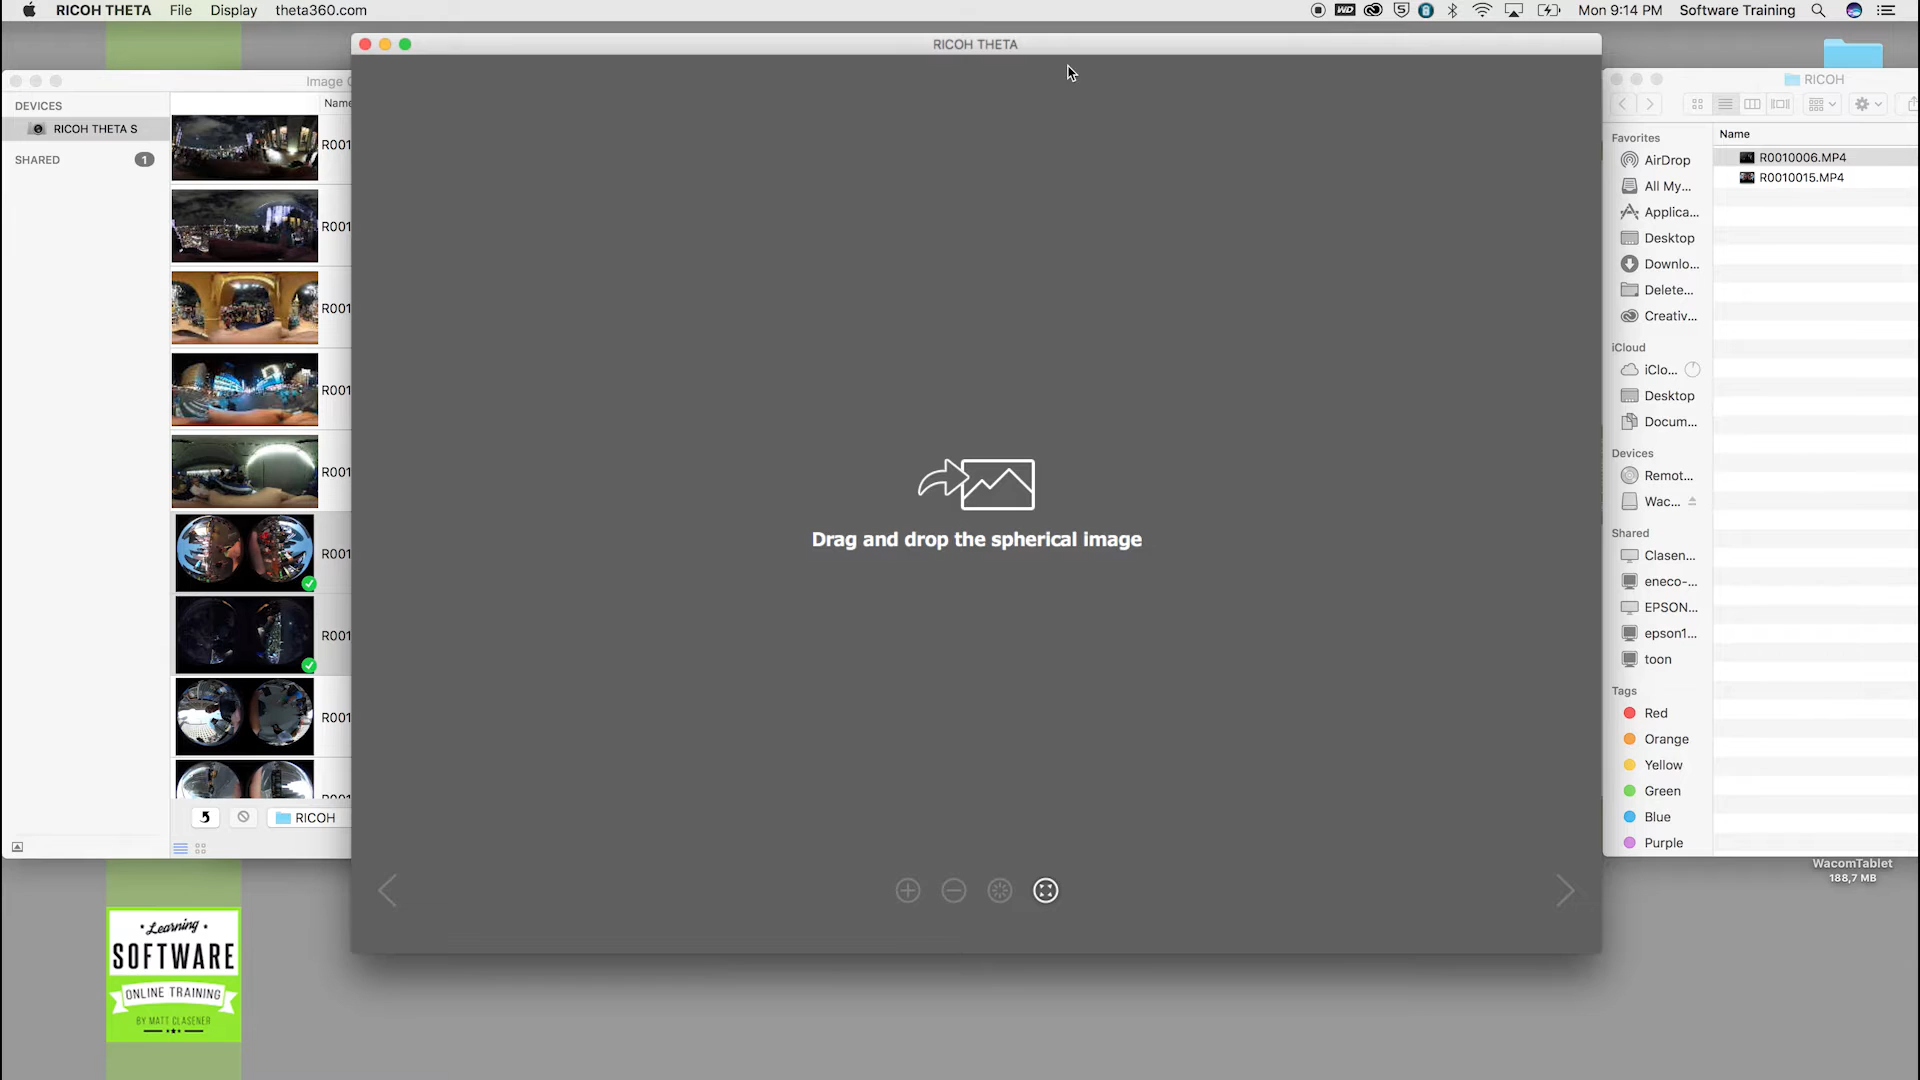 RICOH THETA File Display theta360.com
Mon 9:14 PM Software Training
RICOH THETA
Image C
DEVICES
RICOH THETA S
SHARED 1
Name
R001
R001
R001
R001
R001
R001
R001
R001
R001
RICOH
Drag and drop the spherical image
RICOH
Name
R0010006.MP4
R0010015.MP4
Favorites
AirDrop
All My...
Applica...
Desktop
Downlo...
Delete...
Creativ...
iCloud
iClo...
Desktop
Docum...
Devices
Remot...
Wac...
Shared
Clasen...
eneco-...
EPSON...
epson1...
toon
Tags
Red
Orange
Yellow
Green
Blue
Purple
WacomTablet
188,7 MB
Learning
SOFTWARE
ONLINE TRAINING
BY MATT CLASENER